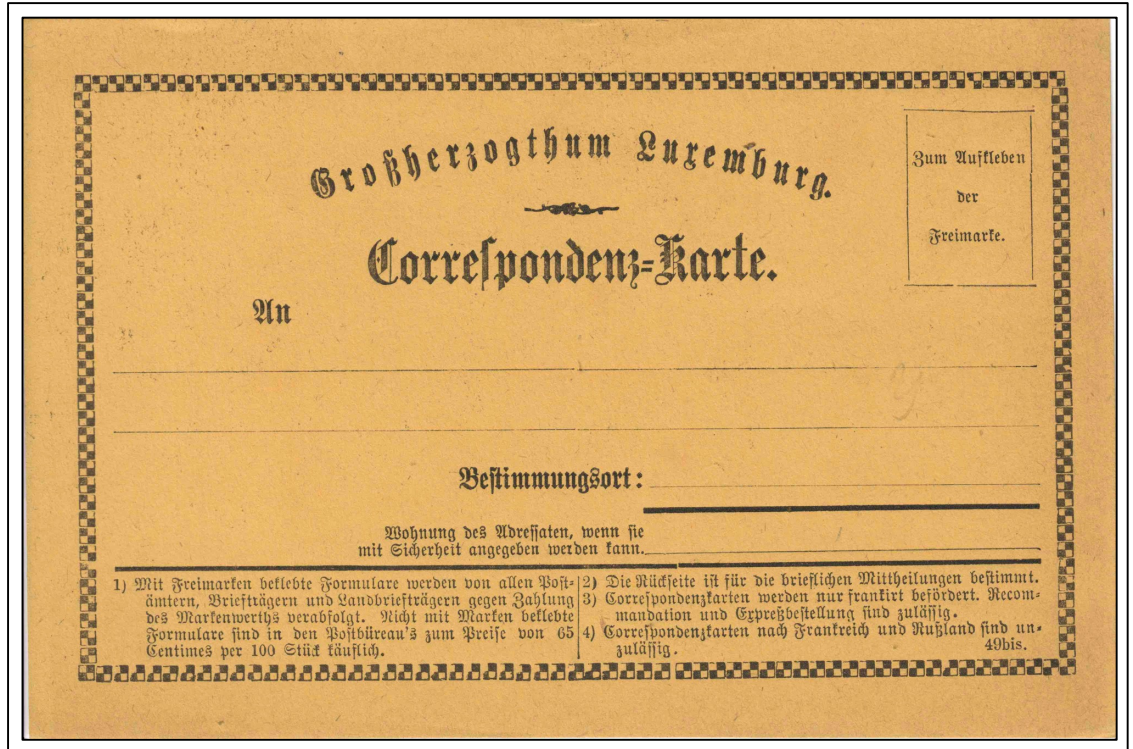 Großherzogthum Luxemburg.
Zum Aufkleben
der
Freimarke.
Correspondenz-Karte.
An
Bestimmungsort:
Wohnung des Adressaten, wenn sie
mit Sicherheit angegeben werden kann.
1) Mit Freimarken beklebte Formulare werden von allen Post-
ämtern, Briefträgern und Landbriefträgern gegen Zahlung
des Markenwerths verabfolgt. Nicht mit Marken beklebte
Formulare sind in den Postbüreau's zum Preise von 65
Centimes per 100 Stück käuflich.
2) Die Rückseite ist für die brieflichen Mittheilungen bestimmt.
3) Correspondenzkarten werden nur frankirt befördert. Recom-
mandation und Expreßbestellung sind zulässig.
4) Correspondenzkarten nach Frankreich und Rußland sind un-
zulässig.
49bis.